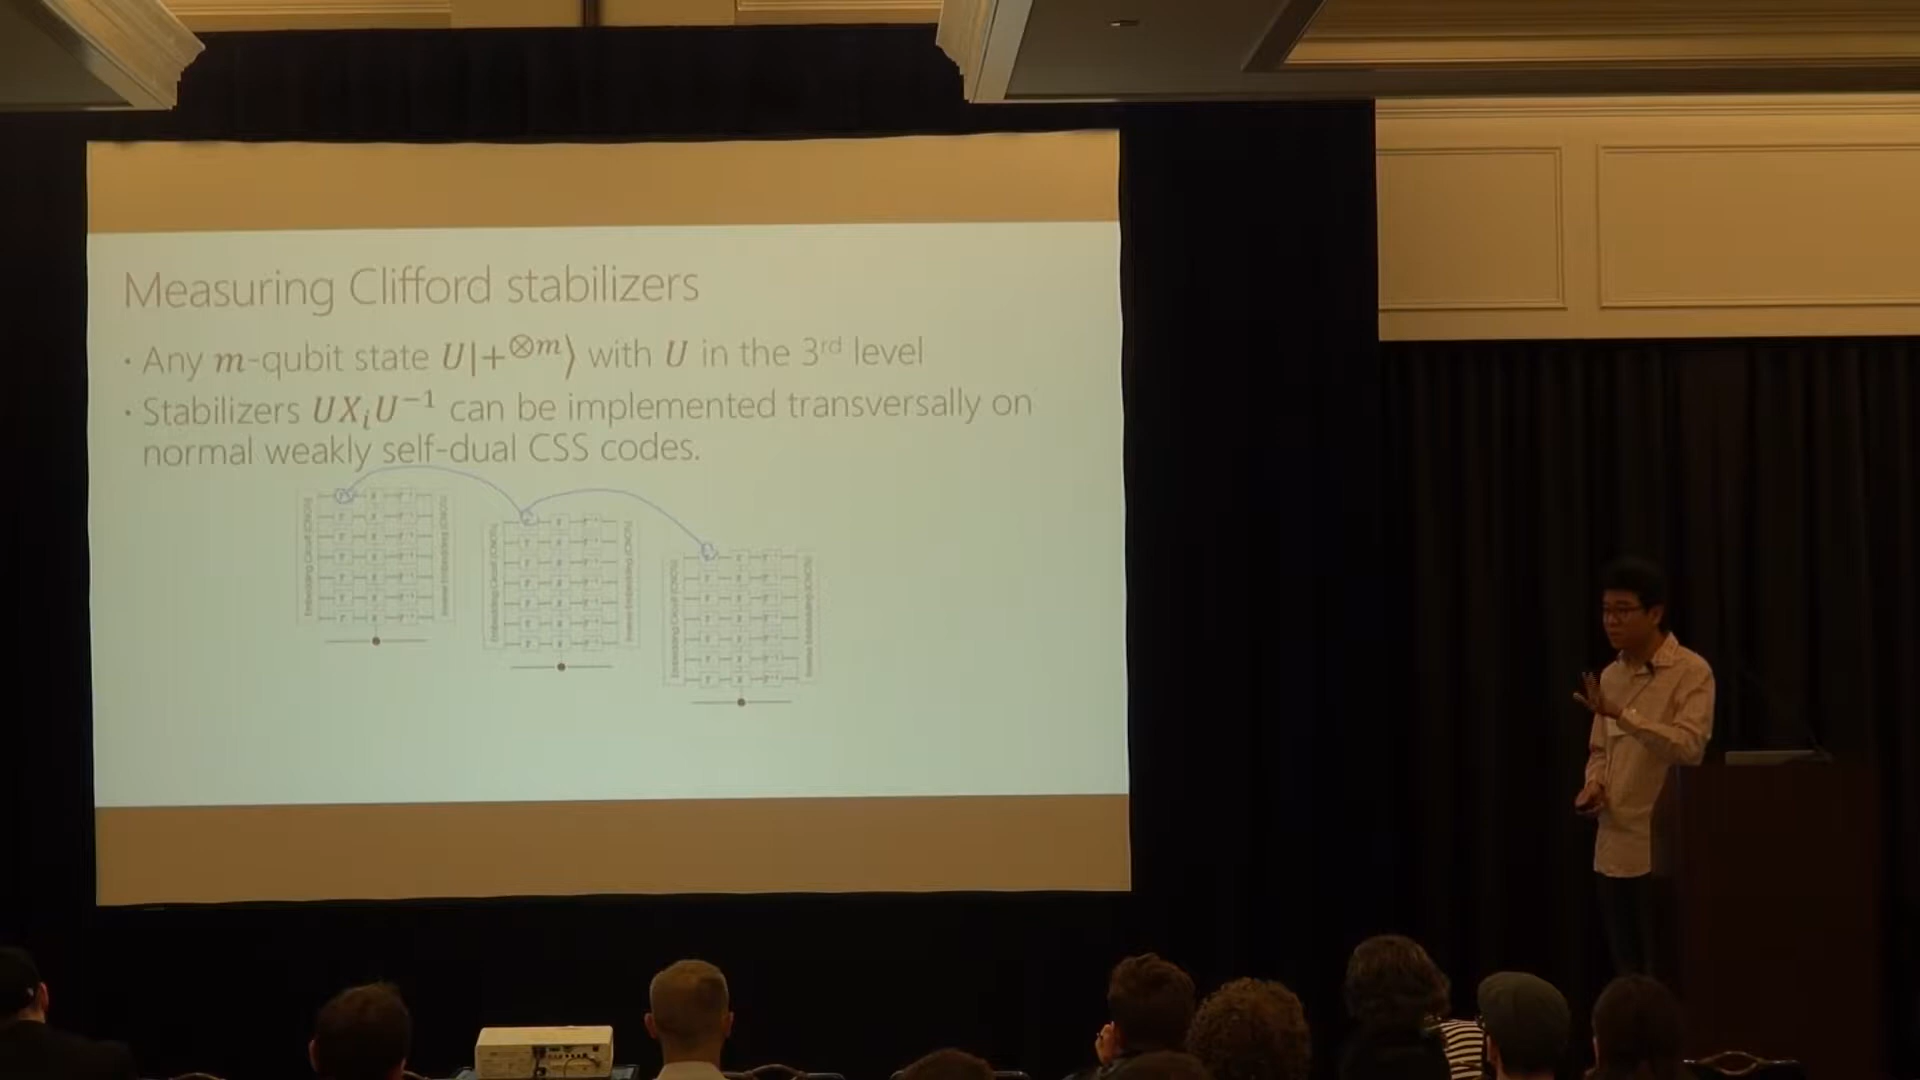 Measuring Clifford stabilizers
· Any m-qubit state U|+⊗m⟩ with U in the 3rd level
· Stabilizers UXᵢU⁻¹ can be implemented transversally on
normal weakly self-dual CSS codes.